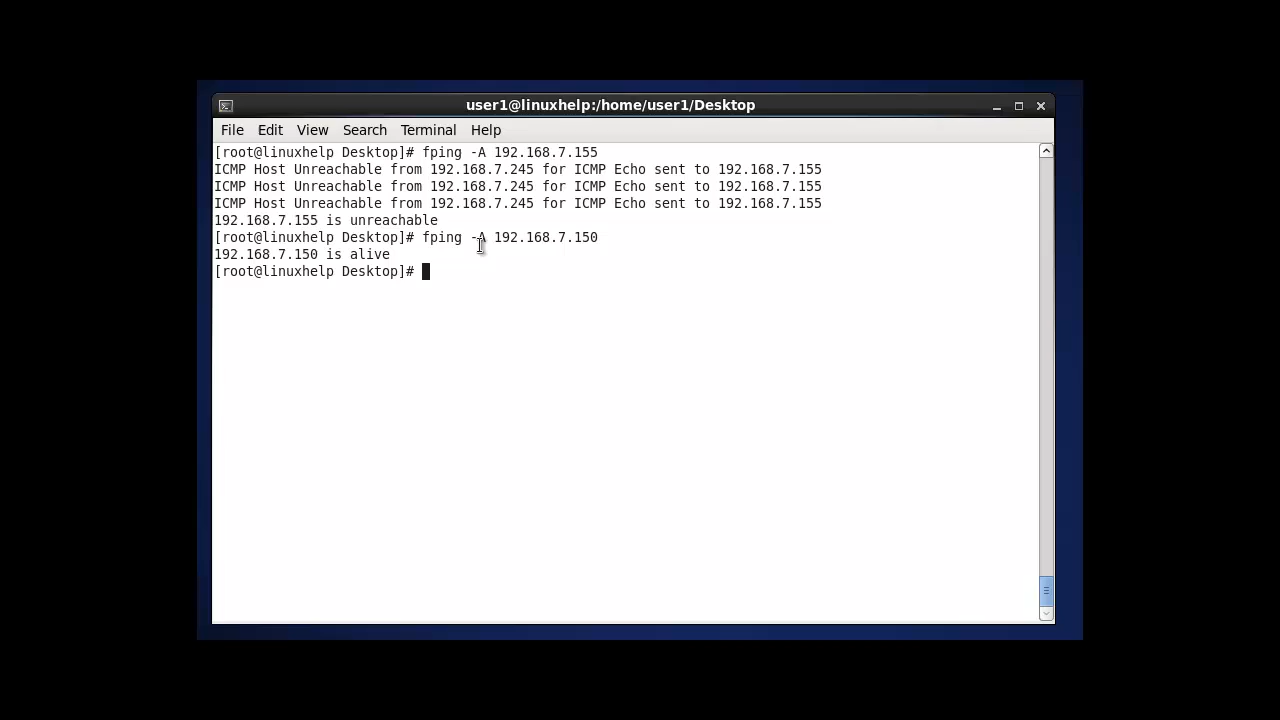 user1@linuxhelp:/home/user1/Desktop
File Edit View Search Terminal Help
[root@linuxhelp Desktop]# fping -A 192.168.7.155
ICMP Host Unreachable from 192.168.7.245 for ICMP Echo sent to 192.168.7.155
ICMP Host Unreachable from 192.168.7.245 for ICMP Echo sent to 192.168.7.155
ICMP Host Unreachable from 192.168.7.245 for ICMP Echo sent to 192.168.7.155
192.168.7.155 is unreachable
[root@linuxhelp Desktop]# fping -A 192.168.7.150
192.168.7.150 is alive
[root@linuxhelp Desktop]#